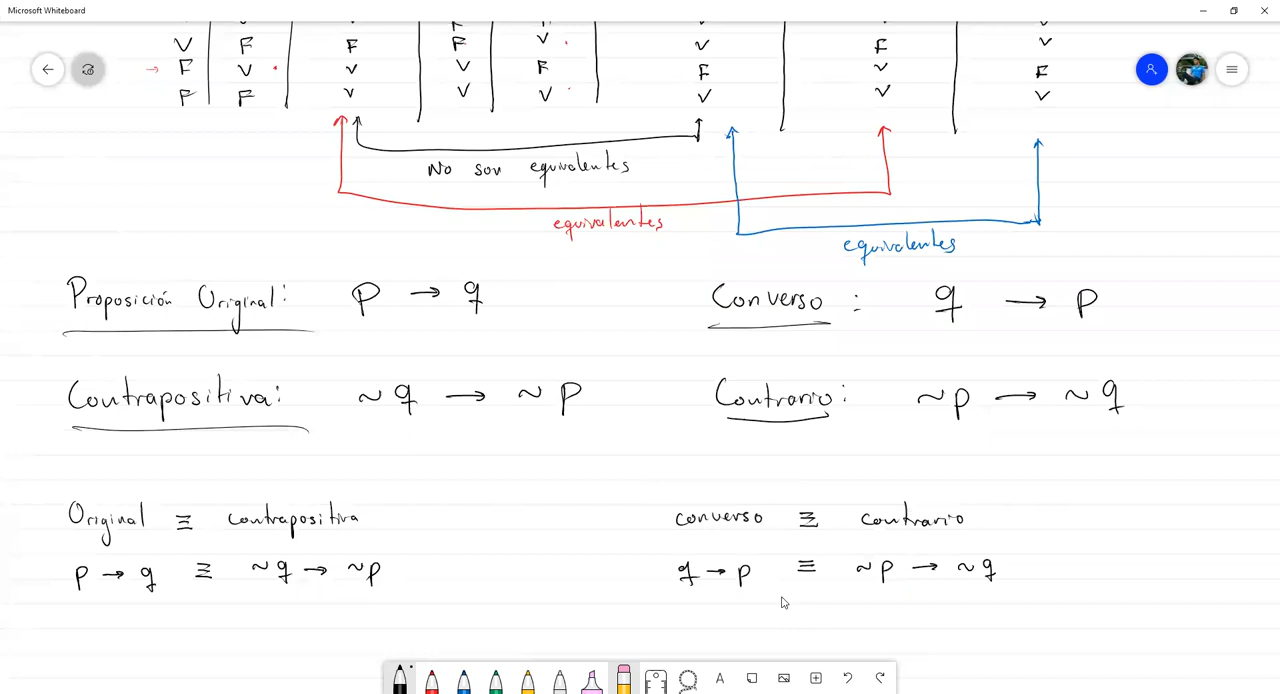 Microsoft Whiteboard
V F F F V V F V
F V V V F F V F
F F V V V V V V
No son equivalentes
equivalentes
equivalentes
Proposición Original: p → q
Converso : q → p
Contrapositiva: ~q → ~p
Contrario: ~p → ~q
Original ≡ contrapositiva
converso ≡ contrario
p → q ≡ ~q → ~p
q → p ≡ ~p → ~q
A